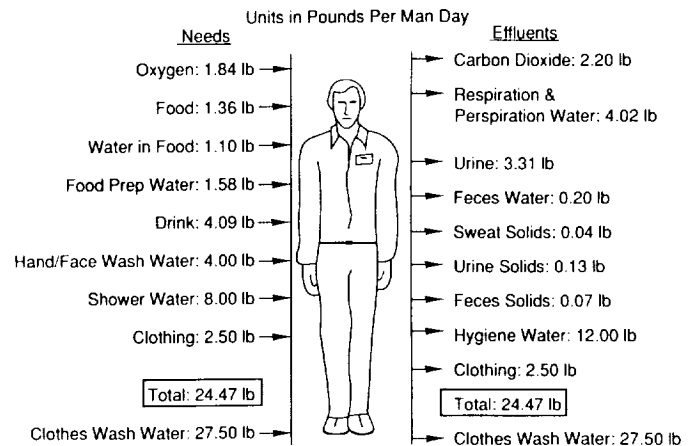 Units in Pounds Per Man Day
Needs
Oxygen: 1.84 lb
Food: 1.36 lb
Water in Food: 1.10 lb
Food Prep Water: 1.58 lb
Drink: 4.09 lb
Hand/Face Wash Water: 4.00 lb
Shower Water: 8.00 lb
Clothing: 2.50 lb
Total: 24.47 lb
Clothes Wash Water: 27.50 lb
Effluents
Carbon Dioxide: 2.20 lb
Respiration &
Perspiration Water: 4.02 lb
Urine: 3.31 lb
Feces Water: 0.20 lb
Sweat Solids: 0.04 lb
Urine Solids: 0.13 lb
Feces Solids: 0.07 lb
Hygiene Water: 12.00 lb
Clothing: 2.50 lb
Total: 24.47 lb
Clothes Wash Water: 27.50 lb